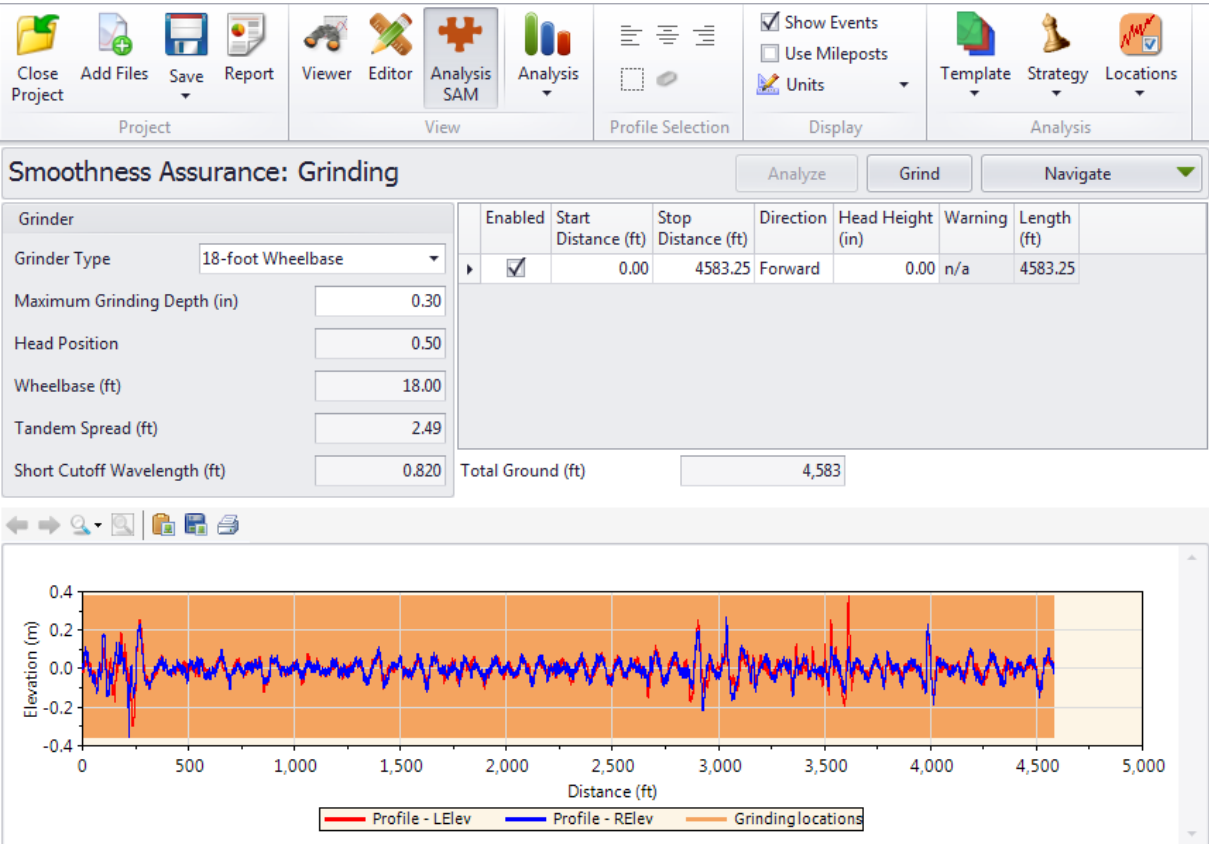 Close Project
Add Files
Save
Report
Viewer
Editor
Analysis SAM
Analysis
Show Events
Use Mileposts
Units
Template
Strategy
Locations
Project
View
Profile Selection
Display
Analysis
Smoothness Assurance: Grinding
Analyze
Grind
Navigate
Grinder
Grinder Type 18-foot Wheelbase
Maximum Grinding Depth (in) 0.30
Head Position 0.50
Wheelbase (ft) 18.00
Tandem Spread (ft) 2.49
Short Cutoff Wavelength (ft) 0.820
Enabled Start Distance (ft) Stop Distance (ft) Direction Head Height (in) Warning Length (ft)
0.00 4583.25 Forward 0.00 n/a 4583.25
Total Ground (ft) 4,583
Elevation (m)
0.4
0.2
0.0
-0.2
-0.4
0 500 1,000 1,500 2,000 2,500 3,000 3,500 4,000 4,500 5,000
Distance (ft)
Profile - LElev Profile - RElev Grinding locations